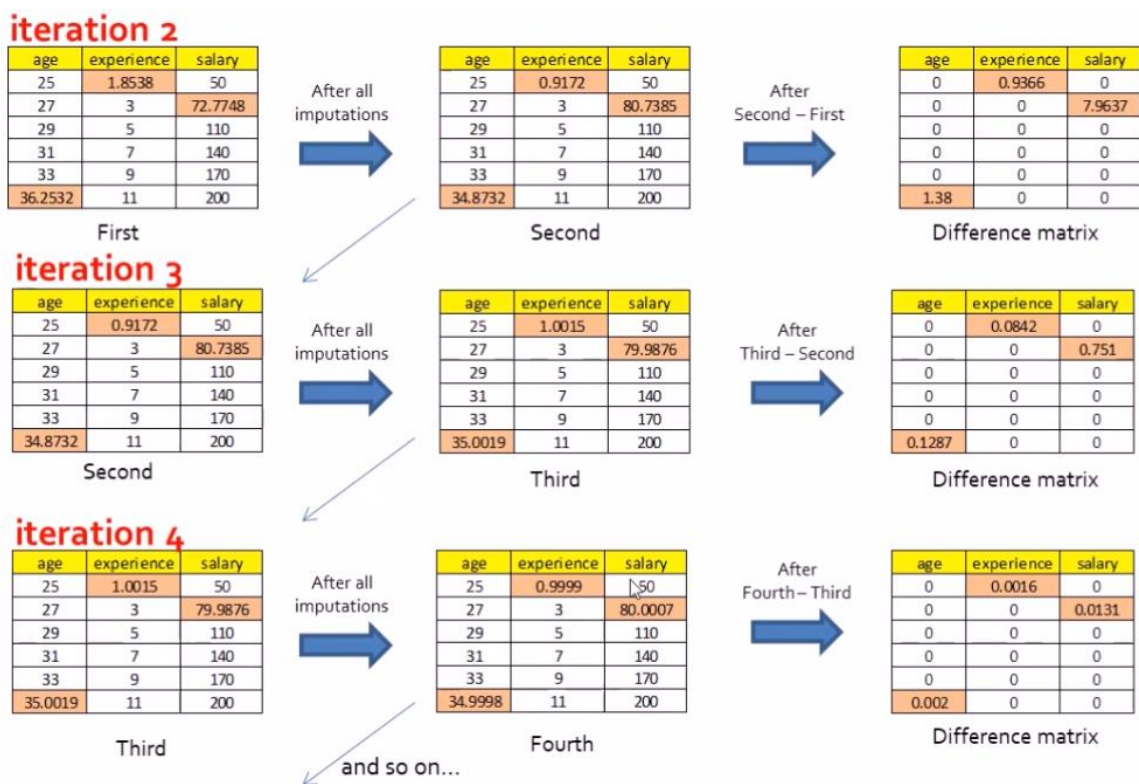 iteration 2
age experience salary
25 1.8538 50
27 3 72.7748
29 5 110
31 7 140
33 9 170
36.2532 11 200
First
After all
imputations
age experience salary
25 0.9172 50
27 3 80.7385
29 5 110
31 7 140
33 9 170
34.8732 11 200
Second
After
Second – First
age experience salary
0 0.9366 0
0 0 7.9637
0 0 0
0 0 0
0 0 0
1.38 0 0
Difference matrix
iteration 3
age experience salary
25 0.9172 50
27 3 80.7385
29 5 110
31 7 140
33 9 170
34.8732 11 200
Second
After all
imputations
age experience salary
25 1.0015 50
27 3 79.9876
29 5 110
31 7 140
33 9 170
35.0019 11 200
Third
After
Third – Second
age experience salary
0 0.0842 0
0 0 0.751
0 0 0
0 0 0
0 0 0
0.1287 0 0
Difference matrix
iteration 4
age experience salary
25 1.0015 50
27 3 79.9876
29 5 110
31 7 140
33 9 170
35.0019 11 200
Third
After all
imputations
age experience salary
25 0.9999 50
27 3 80.0007
29 5 110
31 7 140
33 9 170
34.9998 11 200
Fourth
After
Fourth – Third
age experience salary
0 0.0016 0
0 0 0.0131
0 0 0
0 0 0
0 0 0
0.002 0 0
Difference matrix
and so on...